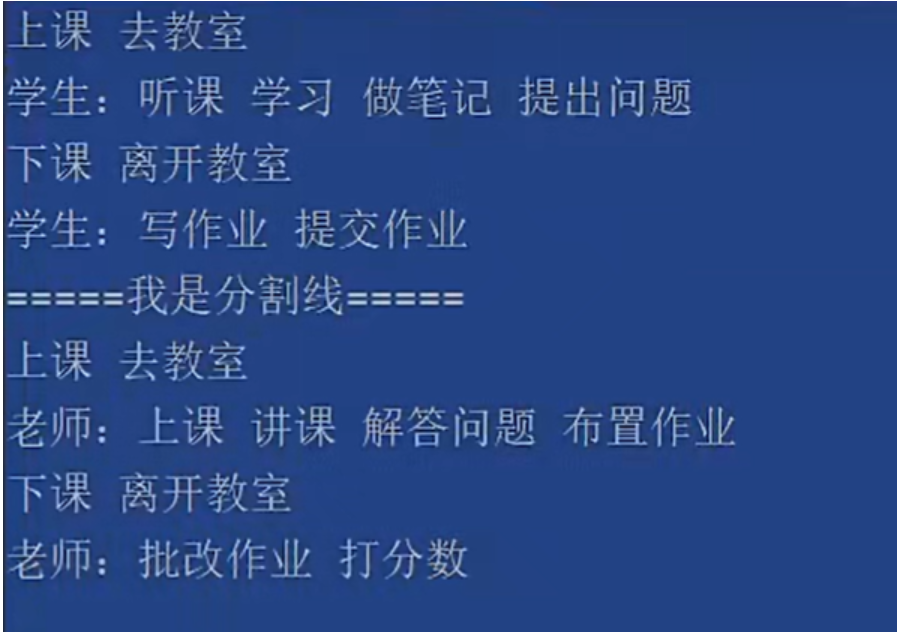 上课 去教室
学生：听课 学习 做笔记 提出问题
下课 离开教室
学生：写作业 提交作业
=====我是分割线=====
上课 去教室
老师：上课 讲课 解答问题 布置作业
下课 离开教室
老师：批改作业 打分数